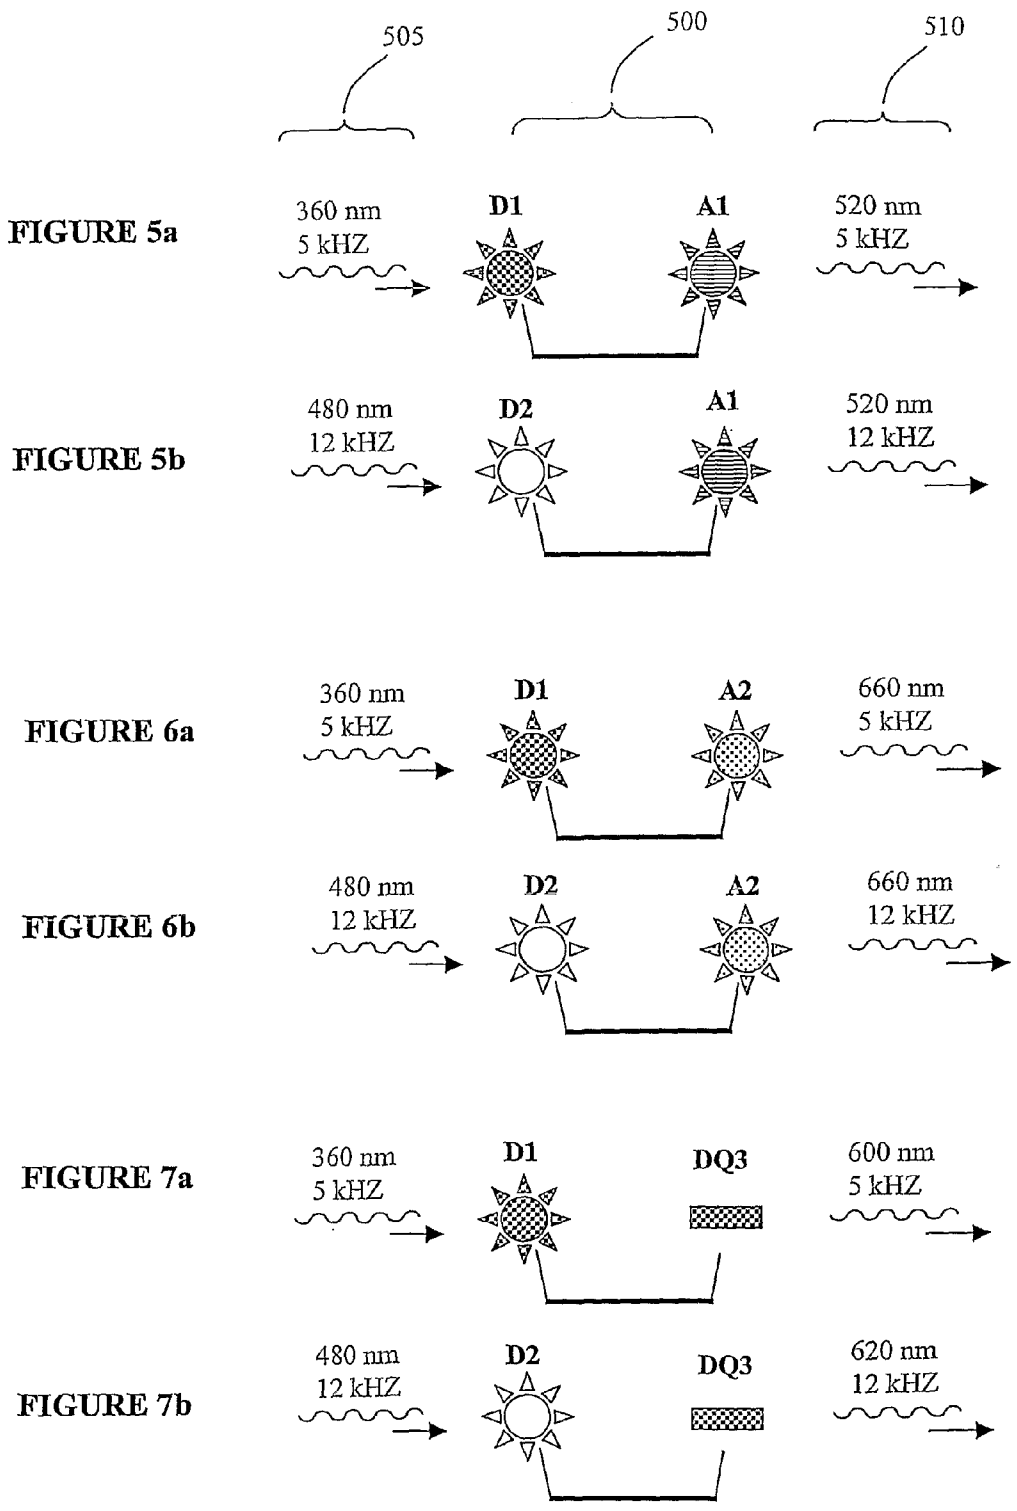 505
500
510
FIGURE 5a
360 nm
5 kHZ
D1
A1
520 nm
5 kHZ
FIGURE 5b
480 nm
12 kHZ
D2
A1
520 nm
12 kHZ
FIGURE 6a
360 nm
5 kHZ
D1
A2
660 nm
5 kHZ
FIGURE 6b
480 nm
12 kHZ
D2
A2
660 nm
12 kHZ
FIGURE 7a
360 nm
5 kHZ
D1
DQ3
600 nm
5 kHZ
FIGURE 7b
480 nm
12 kHZ
D2
DQ3
620 nm
12 kHZ